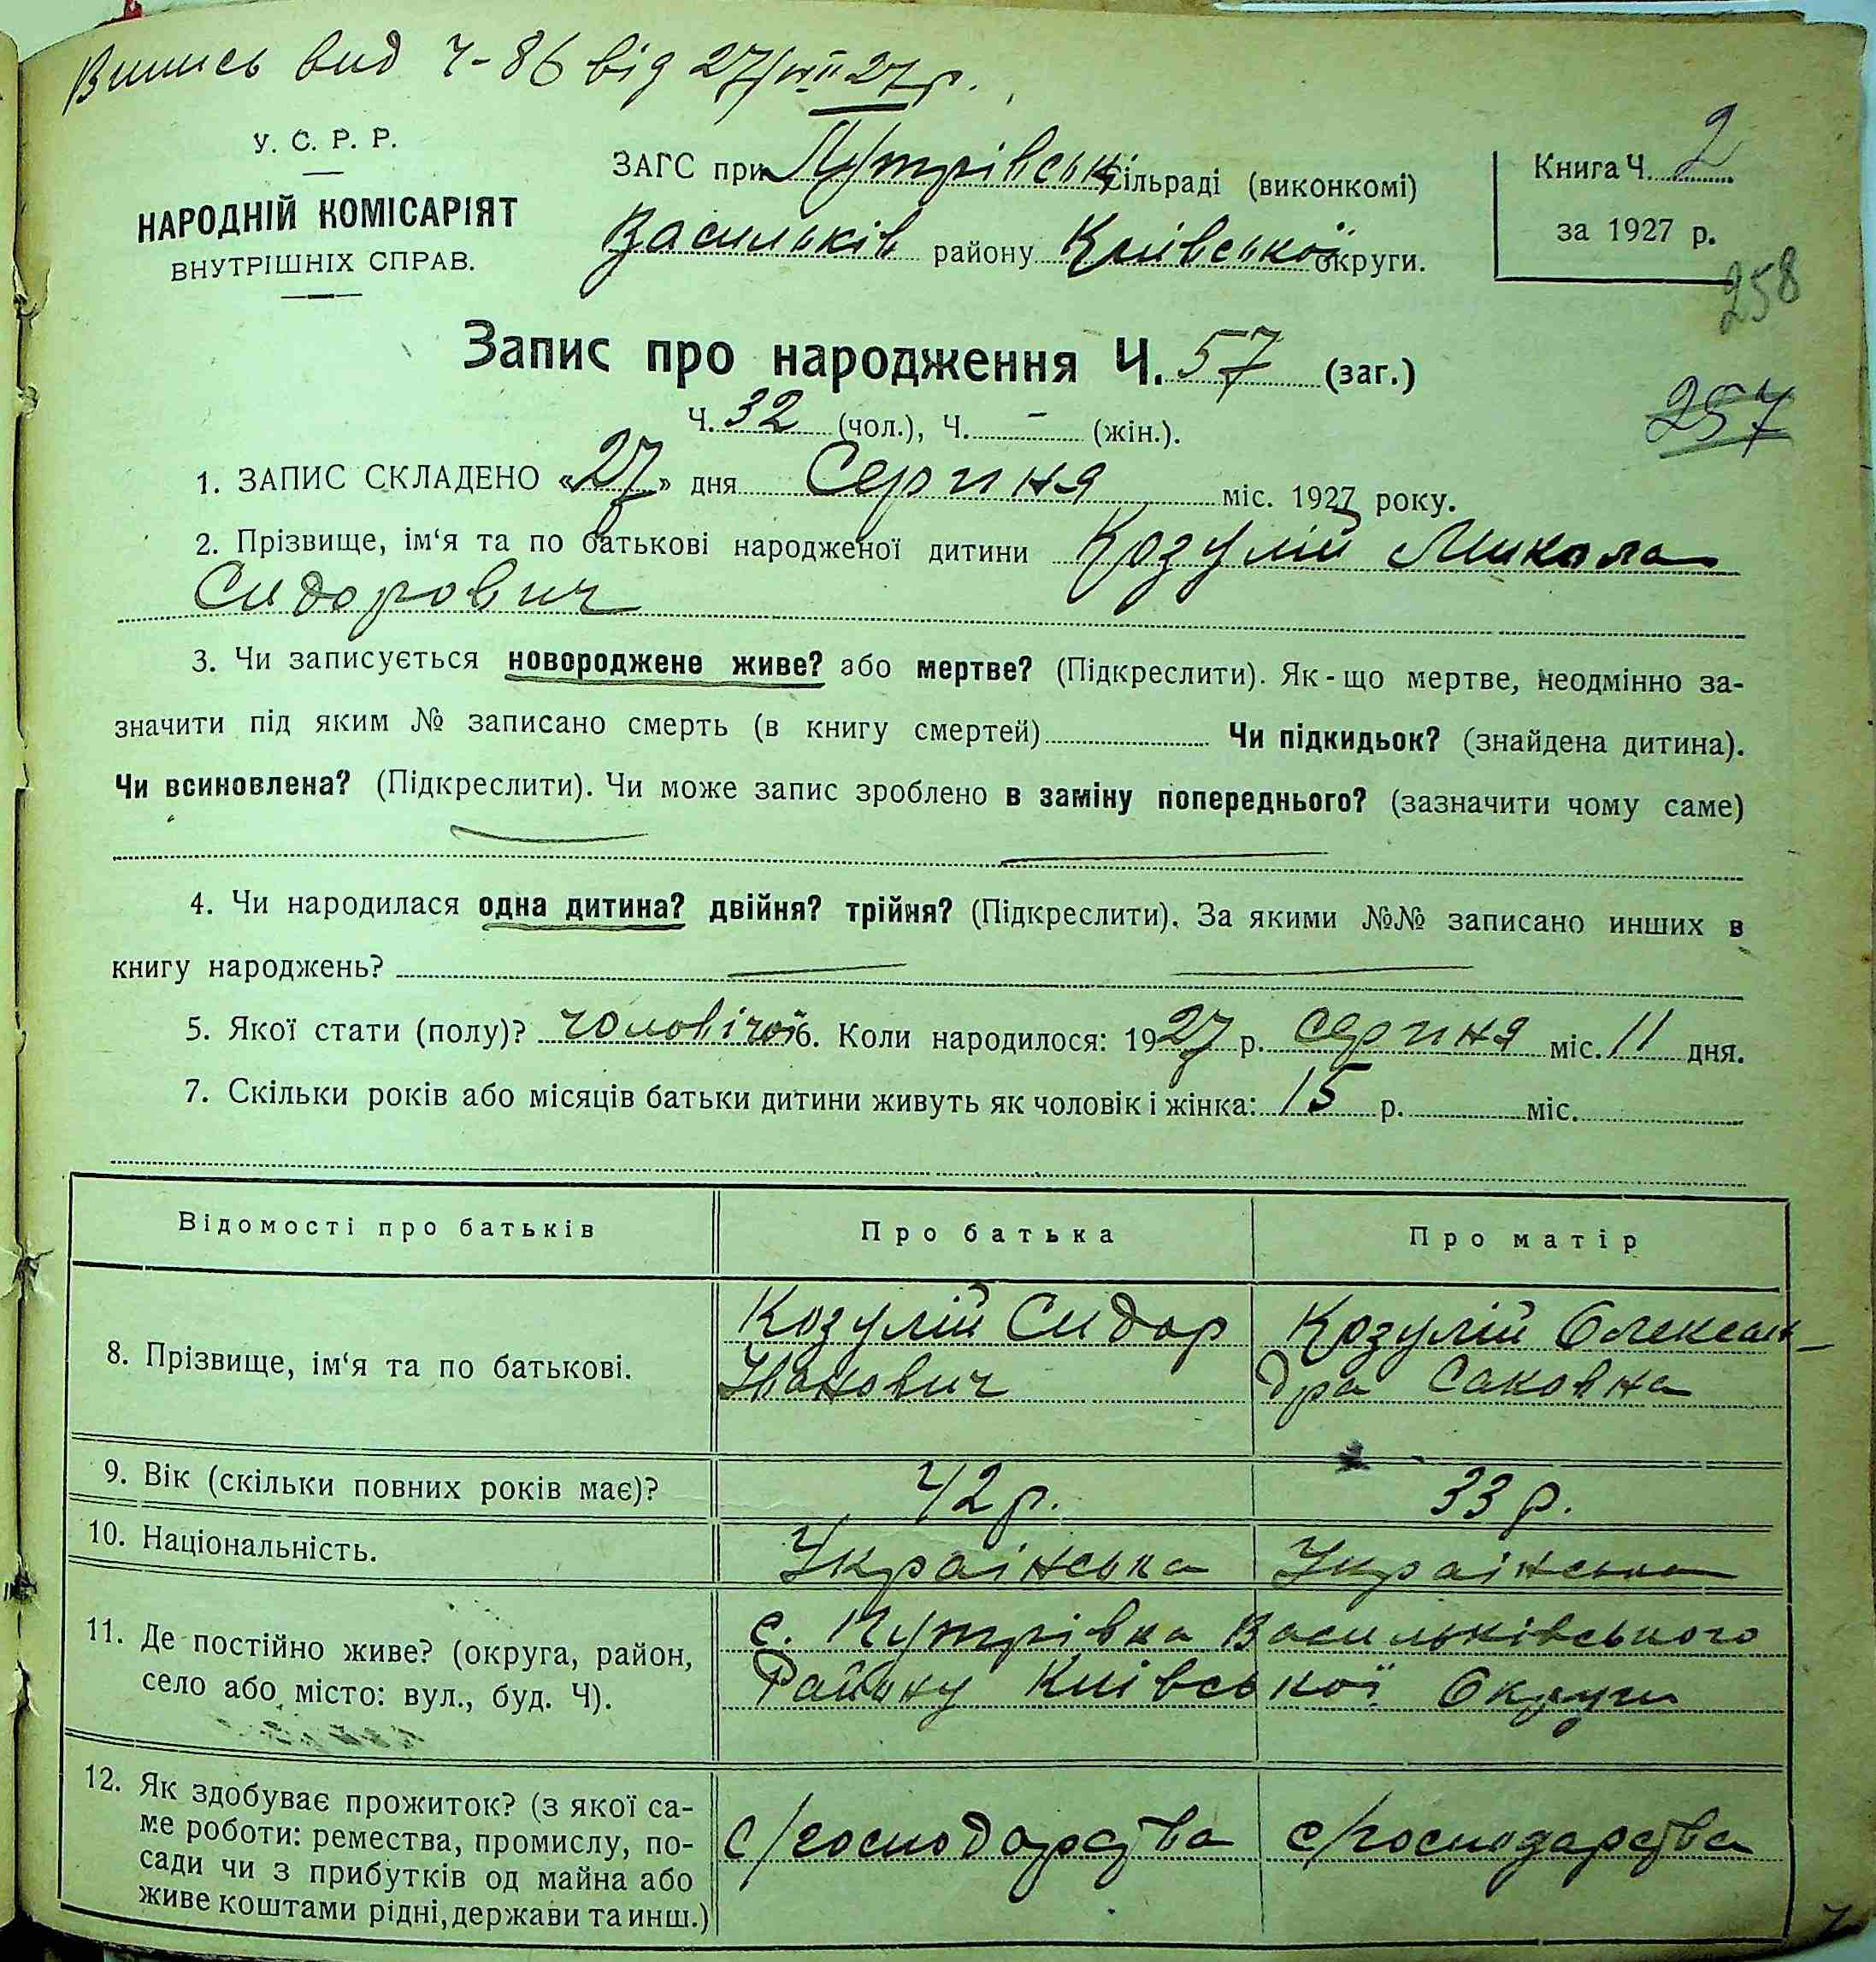 Випись вид Ч-86 від 27/VIII 27 р.
У. С. Р. Р.
НАРОДНІЙ КОМІСАРІЯТ
ВНУТРІШНІХ СПРАВ.
ЗАГС при Путрівськ Сільраді (виконкомі)
Васильків району Київської округи.
Книга Ч. 2
за 1927 р.
258
Запис про народження Ч. 57 (заг.)
257
Ч. 32 (чол.), Ч. - (жін.).
1. ЗАПИС СКЛАДЕНО «27» дня Серпня міс. 1927 року.
2. Прізвище, ім‘я та по батькові народженої дитини Козулій Микола
Сидорович
3. Чи записується новороджене живе? або мертве? (Підкреслити). Як-що мертве, неодмінно за-
значити під яким № записано смерть (в книгу смертей) Чи підкидьок? (знайдена дитина).
Чи всиновлена? (Підкреслити). Чи може запис зроблено в заміну попереднього? (зазначити чому саме)
4. Чи народилася одна дитина? двійня? трійня? (Підкреслити). За якими №№ записано инших в
книгу народжень?
5. Якої стати (полу)? чоловічої 6. Коли народилося: 1927 р. серпня міс. 11 дня.
7. Скільки років або місяців батьки дитини живуть як чоловік і жінка: 15 р. міс.
Відомості про батьків Про батька Про матір
8. Прізвище, ім‘я та по батькові.
Козулій Сидор
Іванович
Козулій Олексан-
дра Саковна
9. Вік (скільки повних років має)? 42 р. 33 р.
10. Національність. Українська Українська
11. Де постійно живе? (округа, район,
село або місто: вул., буд. Ч).
с. Путрівка Васильківського
Району Київської Округи
12. Як здобуває прожиток? (з якої са-
ме роботи: ремества, промислу, по-
сади чи з прибутків од майна або
живе коштами рідні, держави та инш.)
с/господарства с/господарства